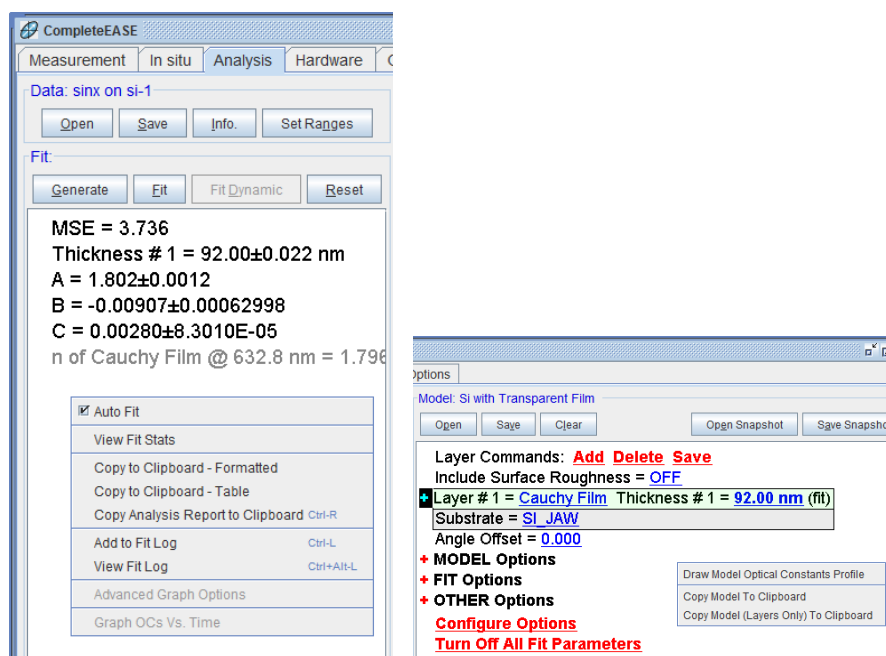 CompleteEASE
Measurement In situ Analysis Hardware
Data: sinx on si-1
Open Save Info. Set Ranges
Fit:
Generate Fit Fit Dynamic Reset
MSE = 3.736
Thickness # 1 = 92.00±0.022 nm
A = 1.802±0.0012
B = -0.00907±0.00062998
C = 0.00280±8.3010E-05
n of Cauchy Film @ 632.8 nm = 1.796
Auto Fit
View Fit Stats
Copy to Clipboard - Formatted
Copy to Clipboard - Table
Copy Analysis Report to Clipboard Ctrl-R
Add to Fit Log Ctrl-L
View Fit Log Ctrl+Alt-L
Advanced Graph Options
Graph OCs Vs. Time
Options
Model: Si with Transparent Film
Open Save Clear Open Snapshot Save Snapsho
Layer Commands: Add Delete Save
Include Surface Roughness = OFF
+ Layer # 1 = Cauchy Film Thickness # 1 = 92.00 nm (fit)
Substrate = SI_JAW
Angle Offset = 0.000
+ MODEL Options
+ FIT Options
+ OTHER Options
Configure Options
Turn Off All Fit Parameters
Draw Model Optical Constants Profile
Copy Model To Clipboard
Copy Model (Layers Only) To Clipboard